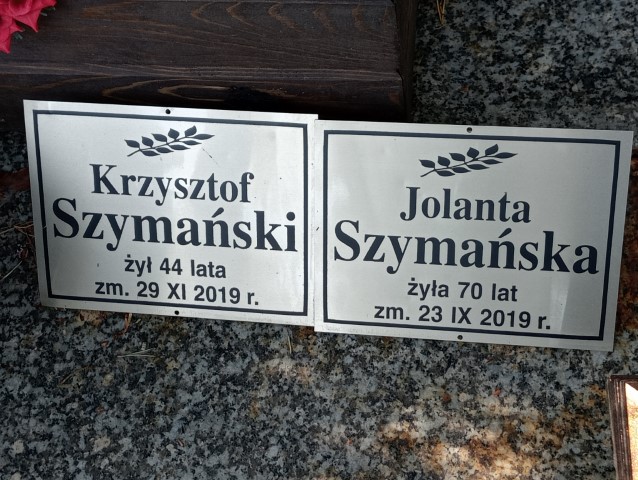 Krzysztof
Szymański
żył 44 lata
zm. 29 XI 2019 r.
Jolanta
Szymańska
żyła 70 lat
zm. 23 IX 2019 r.